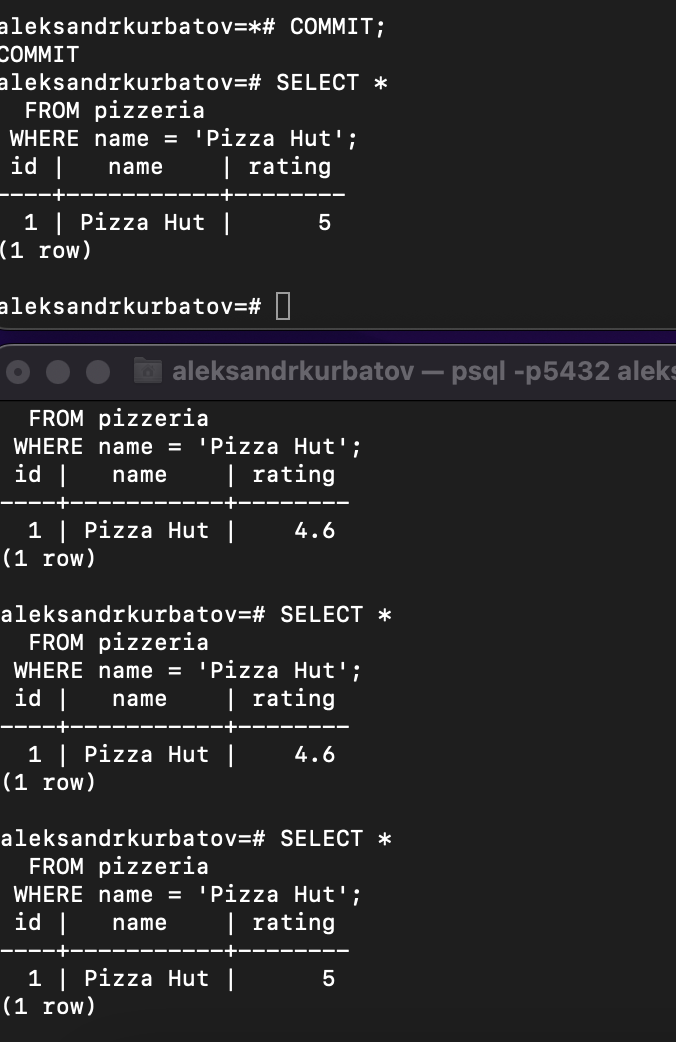 aleksandrkurbatov=*# COMMIT;
COMMIT
aleksandrkurbatov=# SELECT *
  FROM pizzeria
 WHERE name = 'Pizza Hut';
 id |   name    | rating
----+-----------+--------
  1 | Pizza Hut |      5
(1 row)

aleksandrkurbatov=#
aleksandrkurbatov — psql -p5432 aleks
  FROM pizzeria
 WHERE name = 'Pizza Hut';
 id |   name    | rating
----+-----------+--------
  1 | Pizza Hut |    4.6
(1 row)

aleksandrkurbatov=# SELECT *
  FROM pizzeria
 WHERE name = 'Pizza Hut';
 id |   name    | rating
----+-----------+--------
  1 | Pizza Hut |    4.6
(1 row)

aleksandrkurbatov=# SELECT *
  FROM pizzeria
 WHERE name = 'Pizza Hut';
 id |   name    | rating
----+-----------+--------
  1 | Pizza Hut |      5
(1 row)